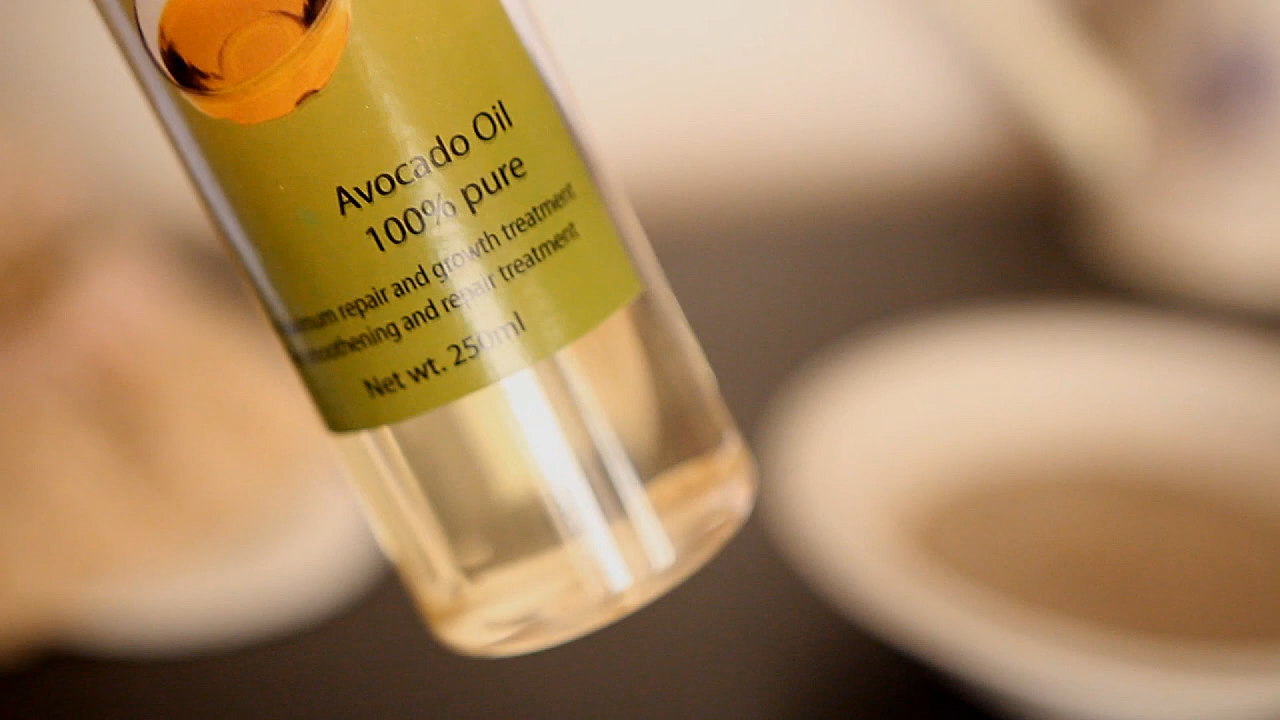 Avocado Oil
100% pure
repair and growth treatment
and repair treatment
Net wt. 250ml